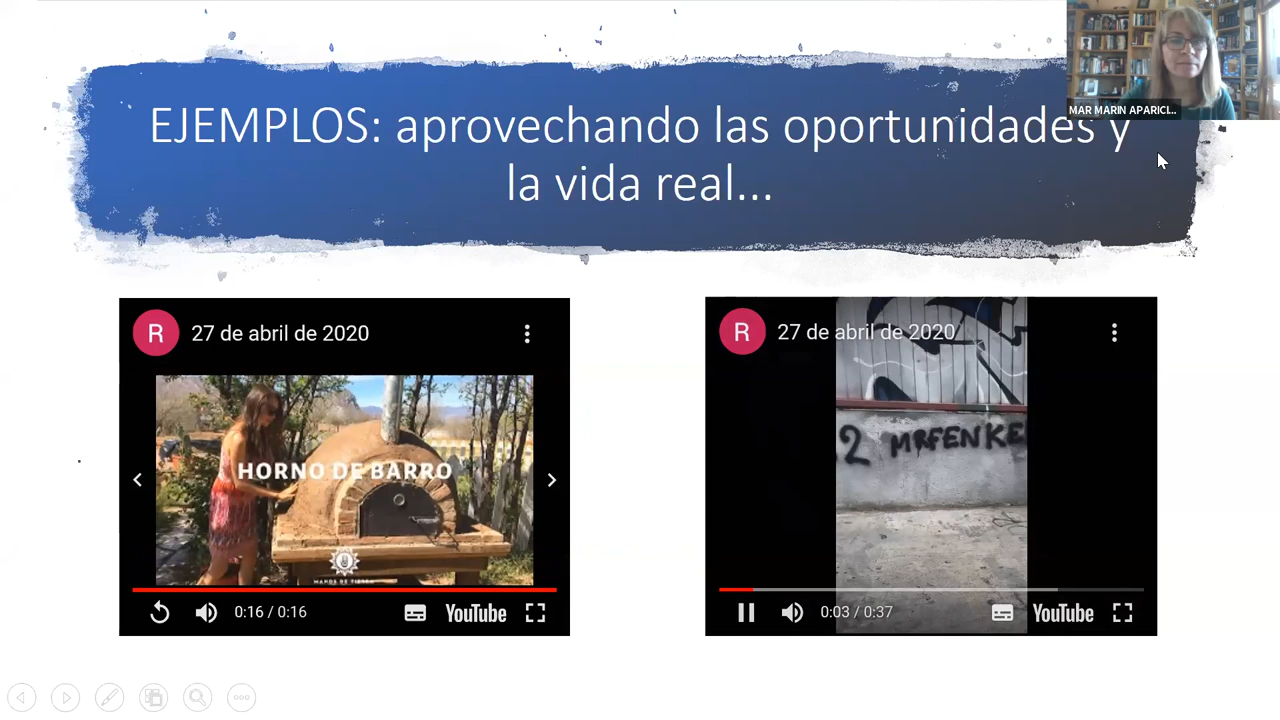 EJEMPLOS: aprovechando las oportunidades y
la vida real...
MAR MARIN APARICI...
R 27 de abril de 2020
HORNO DE BARRO
MANOS DE TIERRA
0:16 / 0:16
YouTube
R 27 de abril de 2020
2 MRFENKE
0:03 / 0:37
YouTube